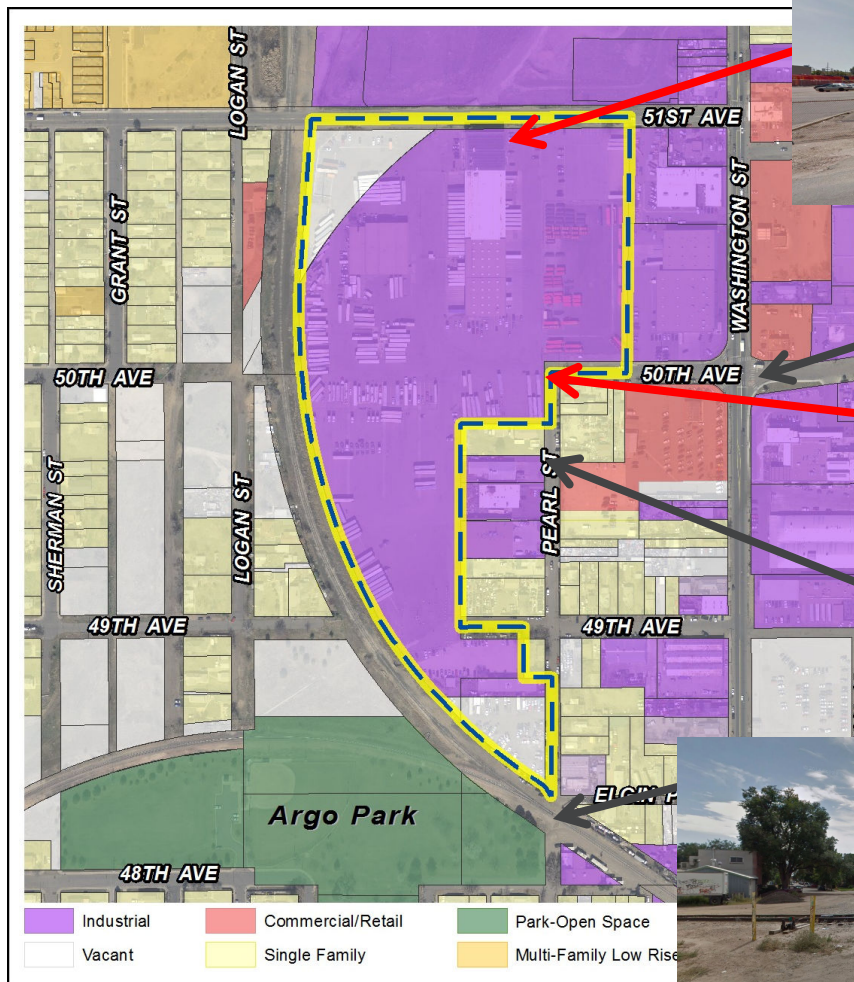 LOGAN ST
51ST AVE
GRANT ST
WASHINGTON ST
50TH AVE
50TH AVE
SHERMAN ST
LOGAN ST
PEARL ST
49TH AVE
49TH AVE
ELGIN P
Argo Park
48TH AVE
Industrial
Commercial/Retail
Park-Open Space
Vacant
Single Family
Multi-Family Low Rise